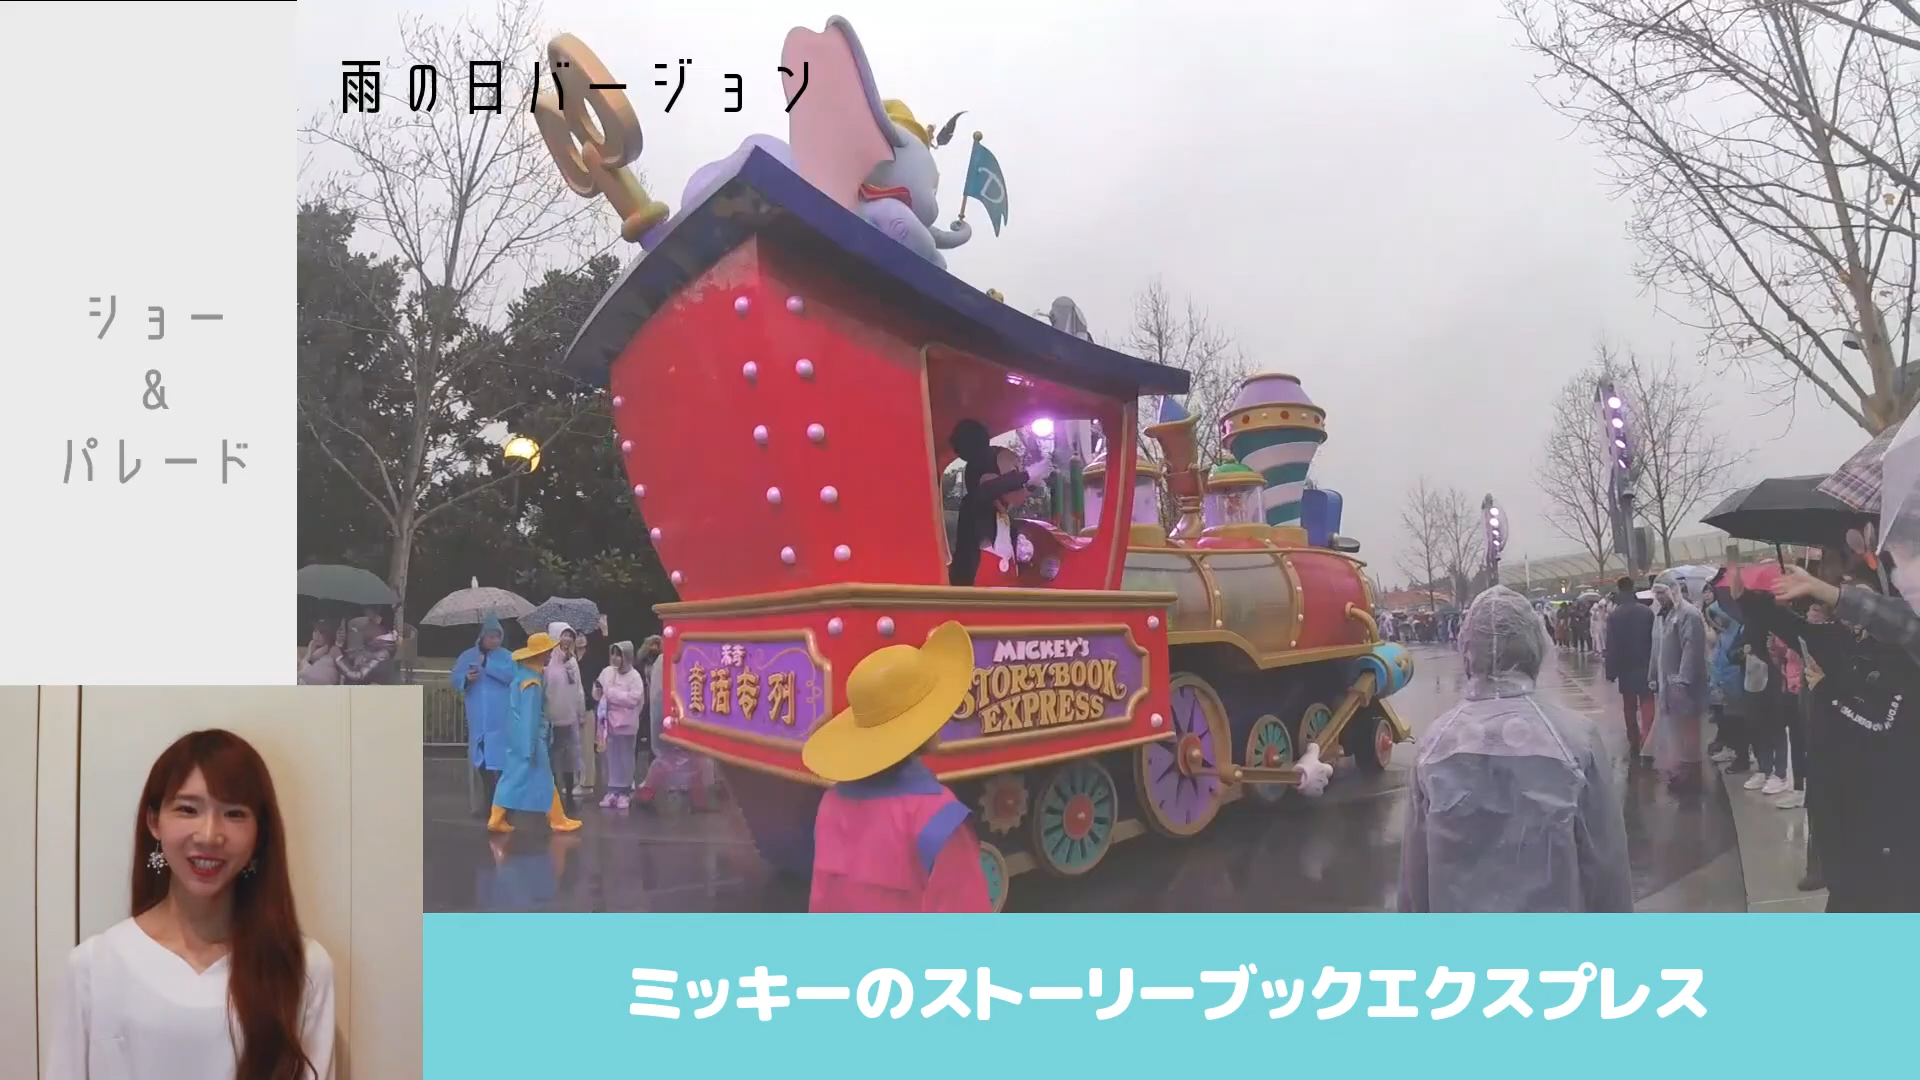 雨の日バージョン
ショー
&
パレード
D
米奇
童话专列
MICKEY'S
STORYBOOK
EXPRESS
ミッキーのストーリーブックエクスプレス